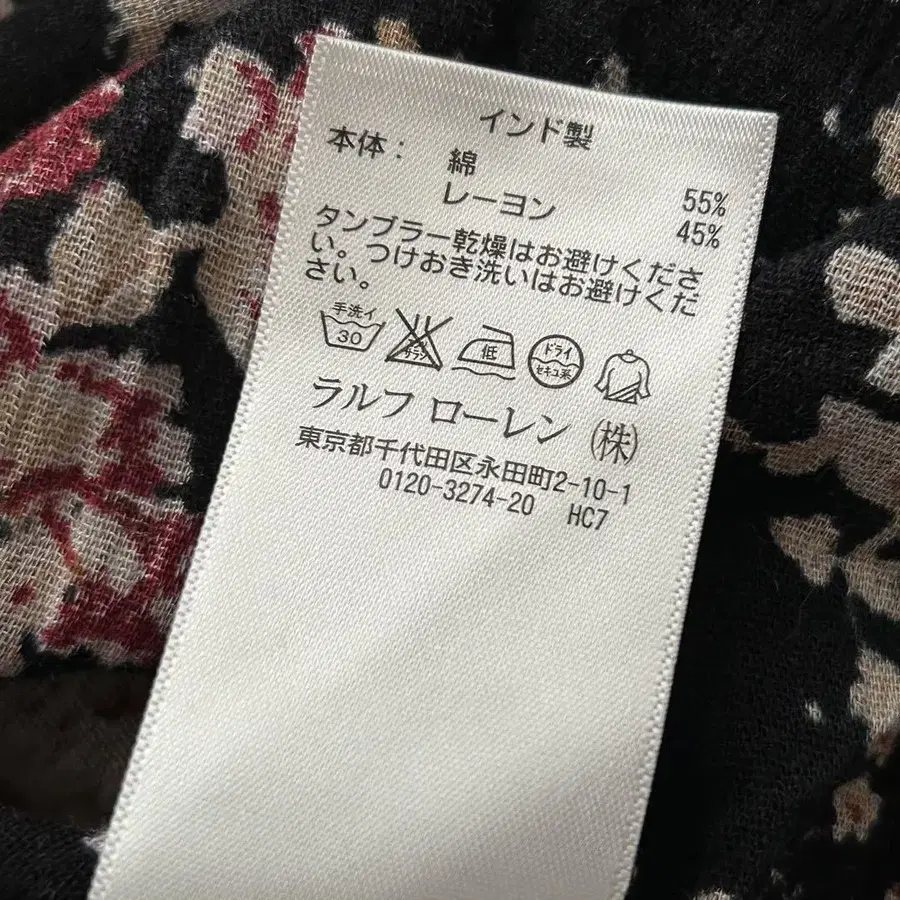 インド製
本体： 綿 55%
レーヨン 45%
タンブラー乾燥はお避けくださ
い。つけおき洗いはお避けくだ
さい。
手洗イ 30 サラシ 低 ドライ セキユ系
ラルフ ローレン（株）
東京都千代田区永田町2-10-1
0120-3274-20 HC7